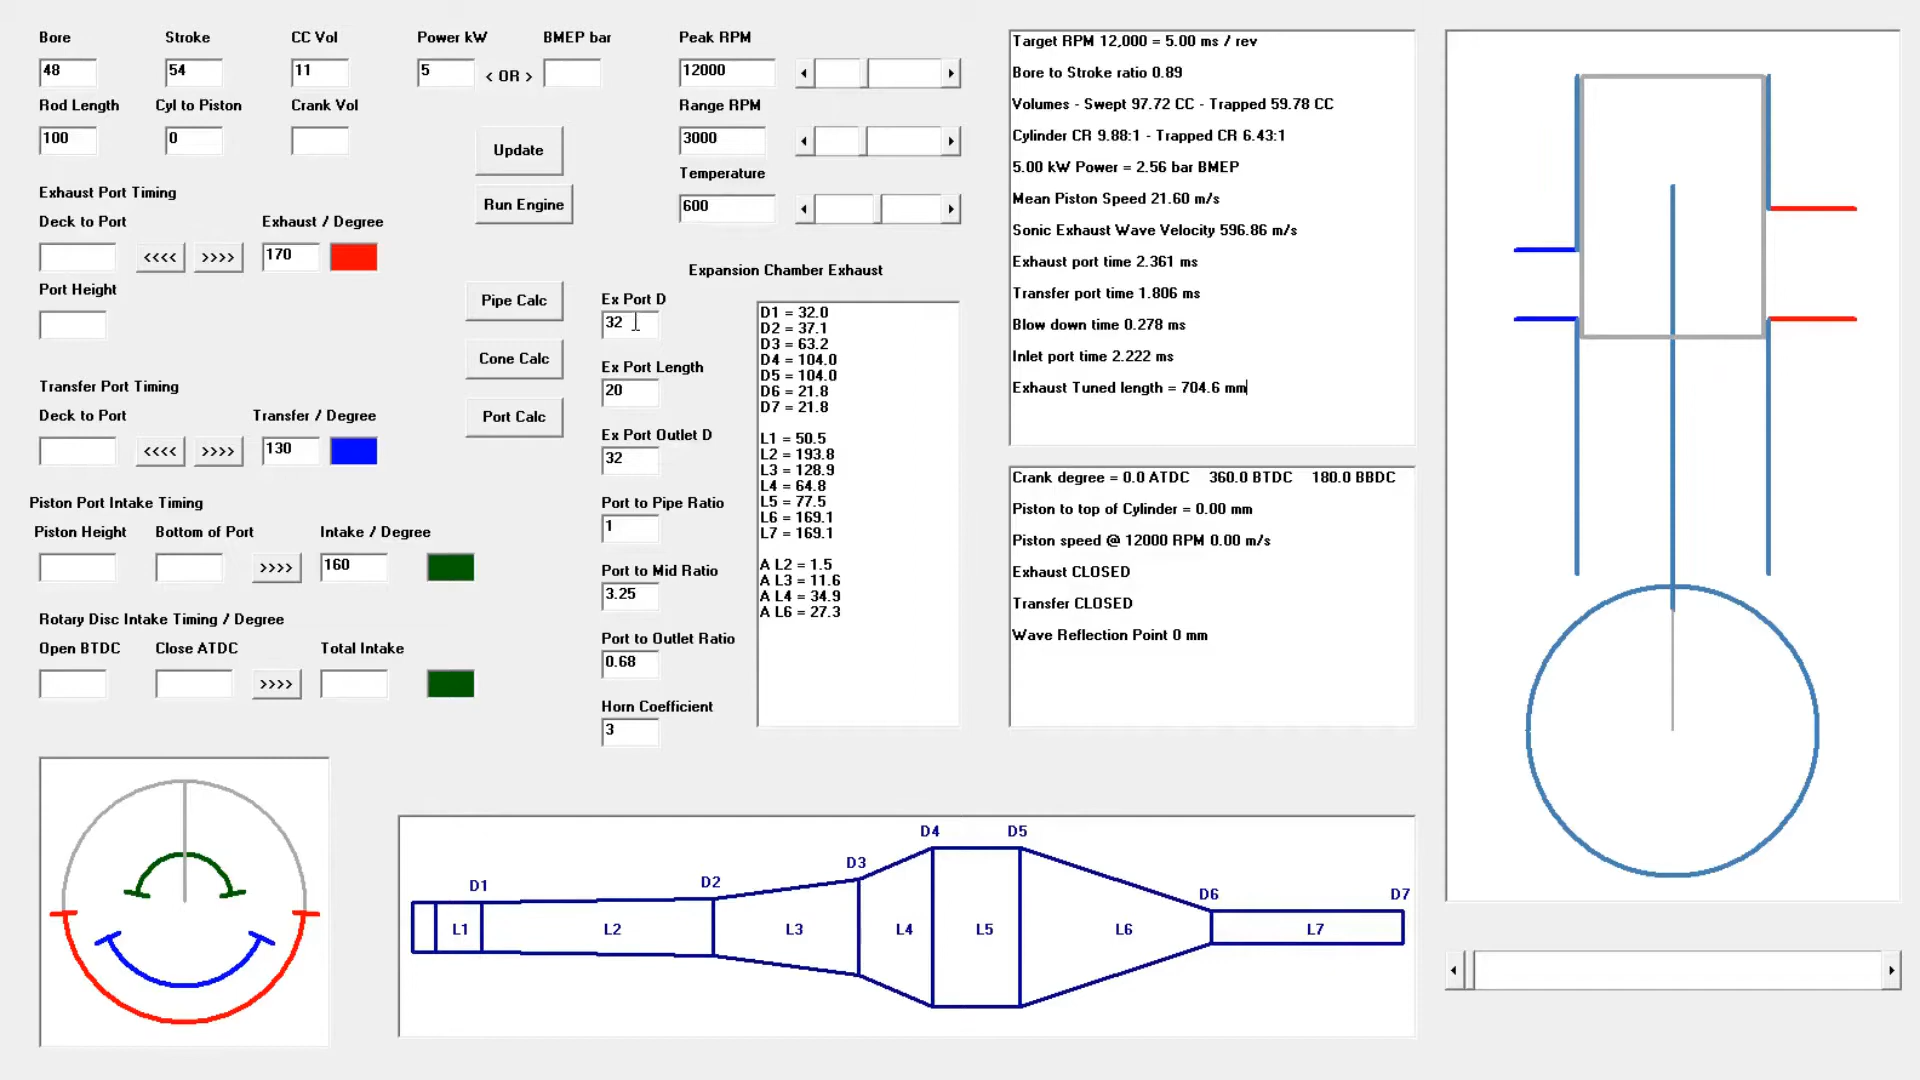 Bore
Stroke
CC Vol
Power kW
BMEP bar
Peak RPM
48
54
11
5
< OR >
12000
Rod Length
Cyl to Piston
Crank Vol
Range RPM
100
0
3000
Update
Temperature
Run Engine
600
Exhaust Port Timing
Deck to Port
Exhaust / Degree
<<<<
>>>>
170
Port Height
Transfer Port Timing
Deck to Port
Transfer / Degree
<<<<
>>>>
130
Piston Port Intake Timing
Piston Height
Bottom of Port
Intake / Degree
>>>>
160
Rotary Disc Intake Timing / Degree
Open BTDC
Close ATDC
Total Intake
>>>>
Pipe Calc
Cone Calc
Port Calc
Expansion Chamber Exhaust
Ex Port D
32
Ex Port Length
20
Ex Port Outlet D
32
Port to Pipe Ratio
1
Port to Mid Ratio
3.25
Port to Outlet Ratio
0.68
Horn Coefficient
3
D1 = 32.0
D2 = 37.1
D3 = 63.2
D4 = 104.0
D5 = 104.0
D6 = 21.8
D7 = 21.8
L1 = 50.5
L2 = 193.8
L3 = 128.9
L4 = 64.8
L5 = 77.5
L6 = 169.1
L7 = 169.1
A L2 = 1.5
A L3 = 11.6
A L4 = 34.9
A L6 = 27.3
Target RPM 12,000 = 5.00 ms / rev
Bore to Stroke ratio 0.89
Volumes - Swept 97.72 CC - Trapped 59.78 CC
Cylinder CR 9.88:1 - Trapped CR 6.43:1
5.00 kW Power = 2.56 bar BMEP
Mean Piston Speed 21.60 m/s
Sonic Exhaust Wave Velocity 596.86 m/s
Exhaust port time 2.361 ms
Transfer port time 1.806 ms
Blow down time 0.278 ms
Inlet port time 2.222 ms
Exhaust Tuned length = 704.6 mm
Crank degree = 0.0 ATDC 360.0 BTDC 180.0 BBDC
Piston to top of Cylinder = 0.00 mm
Piston speed @ 12000 RPM 0.00 m/s
Exhaust CLOSED
Transfer CLOSED
Wave Reflection Point 0 mm
D1
D2
D3
D4
D5
D6
D7
L1
L2
L3
L4
L5
L6
L7